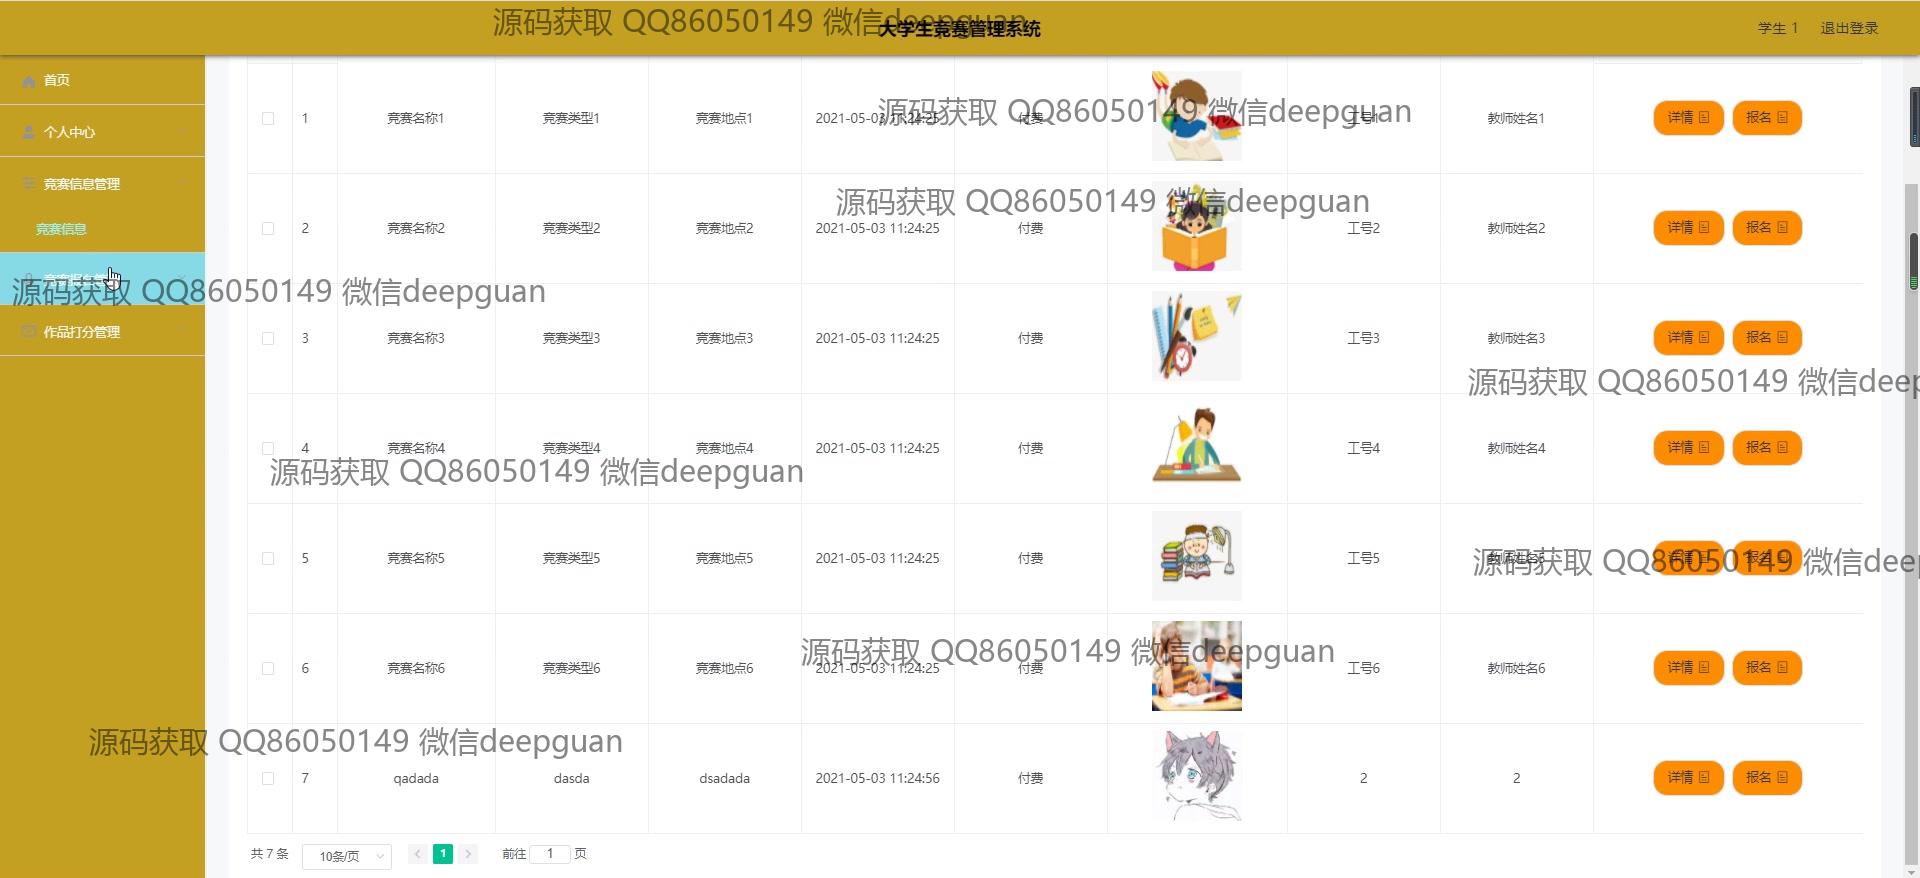 源码获取 QQ86050149 微信deepguan
大学生竞赛管理系统
学生 1
退出登录
首页
个人中心
竞赛信息管理
竞赛信息
竞赛报名管理
作品打分管理
1 竞赛名称1 竞赛类型1 竞赛地点1 2021-05-03 11:24:25 付费 工号1 教师姓名1 详情 报名
源码获取 QQ86050149 微信deepguan
源码获取 QQ86050149 微信deepguan
2 竞赛名称2 竞赛类型2 竞赛地点2 2021-05-03 11:24:25 付费 工号2 教师姓名2 详情 报名
源码获取 QQ86050149 微信deepguan
3 竞赛名称3 竞赛类型3 竞赛地点3 2021-05-03 11:24:25 付费 工号3 教师姓名3 详情 报名
源码获取 QQ86050149 微信deep
4 竞赛名称4 竞赛类型4 竞赛地点4 2021-05-03 11:24:25 付费 工号4 教师姓名4 详情 报名
源码获取 QQ86050149 微信deepguan
5 竞赛名称5 竞赛类型5 竞赛地点5 2021-05-03 11:24:25 付费 工号5 教师姓名5 详情 报名
源码获取 QQ86050149 微信deep
源码获取 QQ86050149 微信deepguan
6 竞赛名称6 竞赛类型6 竞赛地点6 2021-05-03 11:24:25 付费 工号6 教师姓名6 详情 报名
源码获取 QQ86050149 微信deepguan
7 qadada dasda dsadada 2021-05-03 11:24:56 付费 2 2 详情 报名
共 7 条 10条/页 1 前往 1 页